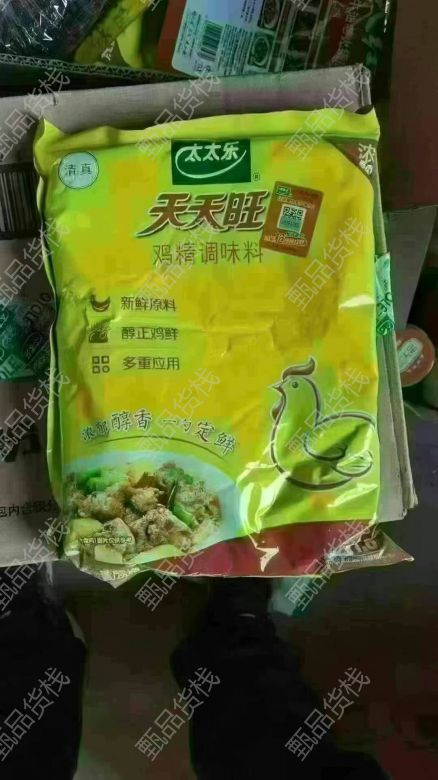 太太乐
清真
天天旺
鸡精调味料
新鲜原料
醇正鸡鲜
多重应用
浓郁醇香 一勺定鲜
甄品货栈